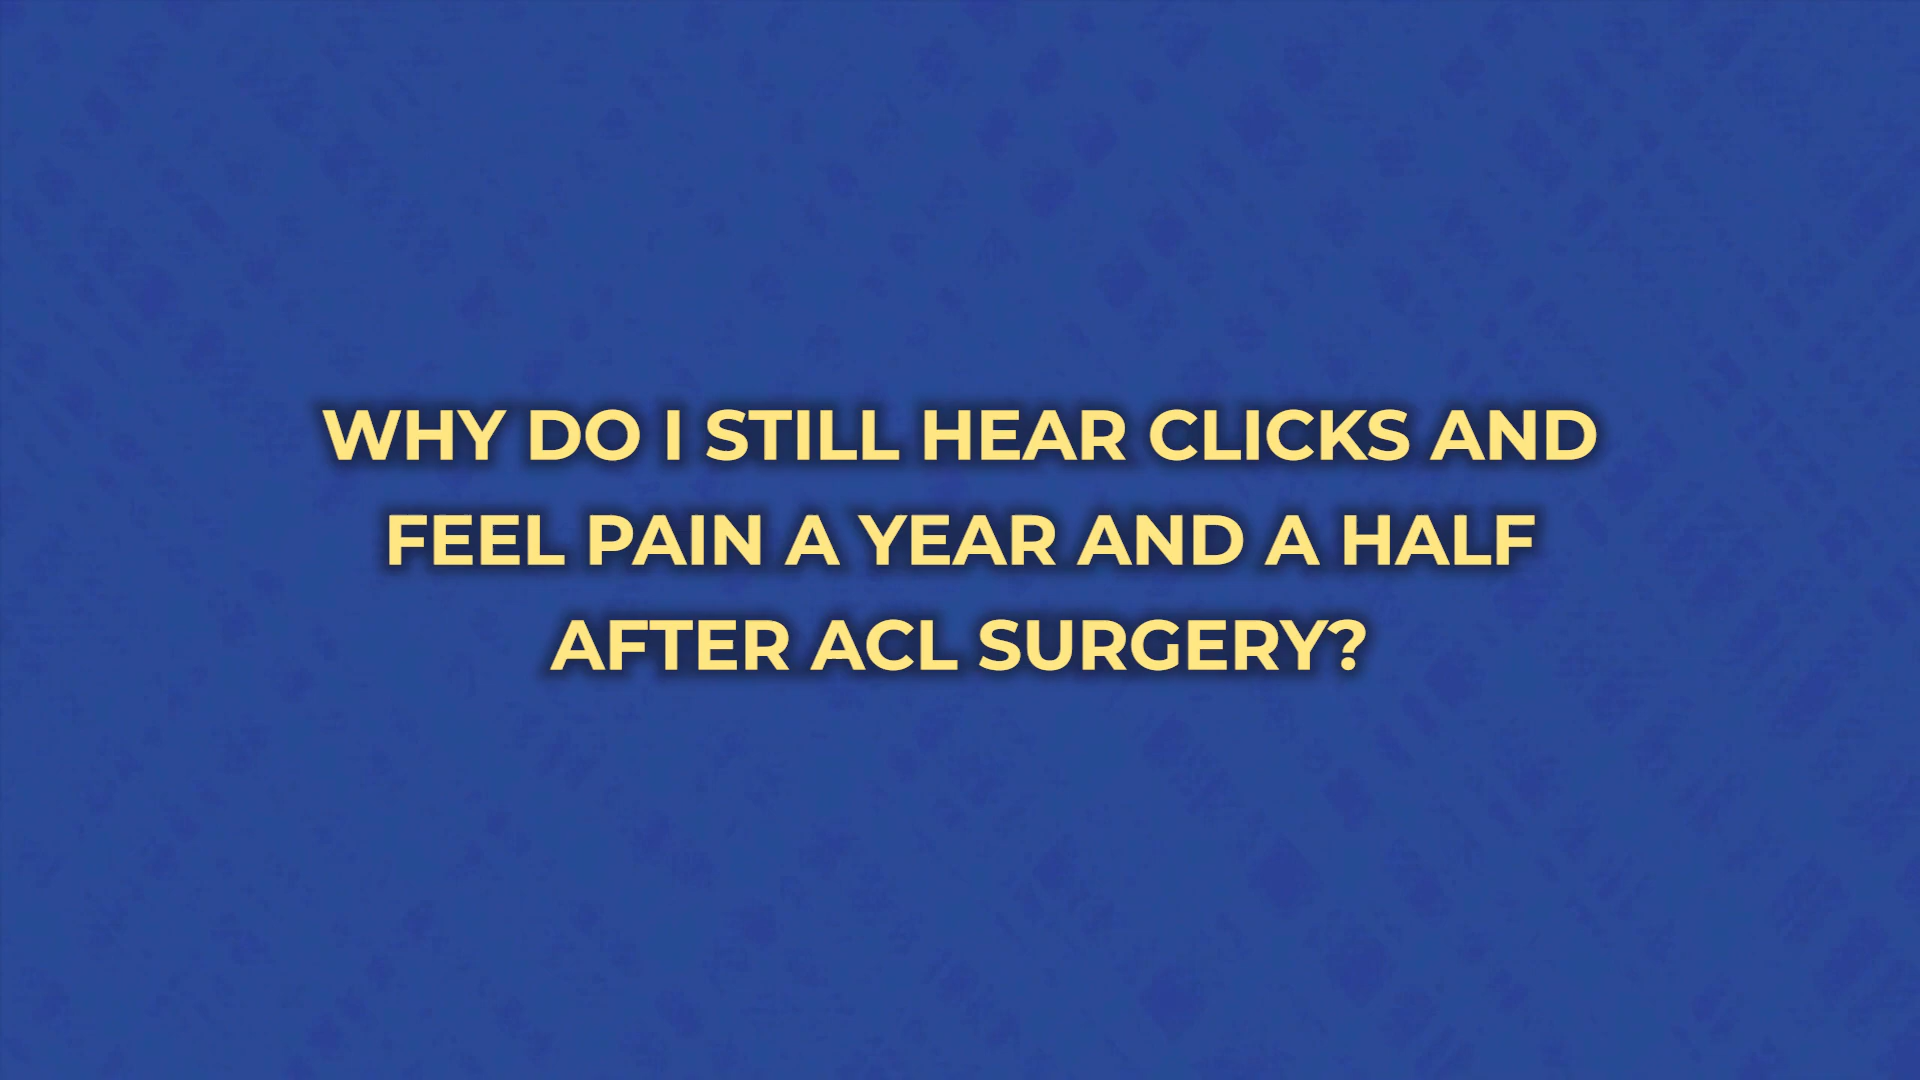 WHY DO I STILL HEAR CLICKS AND
FEEL PAIN A YEAR AND A HALF
AFTER ACL SURGERY?